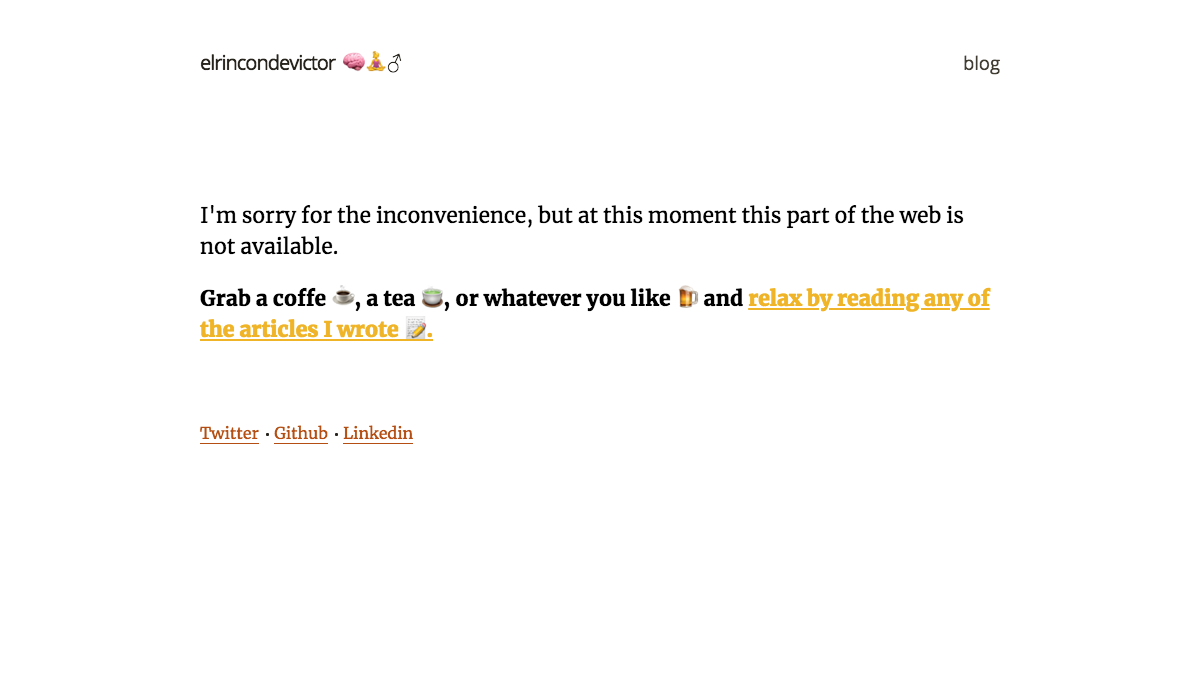 elrincondevictor 🧠🧘♂
blog
I'm sorry for the inconvenience, but at this moment this part of the web is
not available.
Grab a coffe ☕, a tea 🍵, or whatever you like 🍺 and relax by reading any of
the articles I wrote 📝.
Twitter · Github · Linkedin